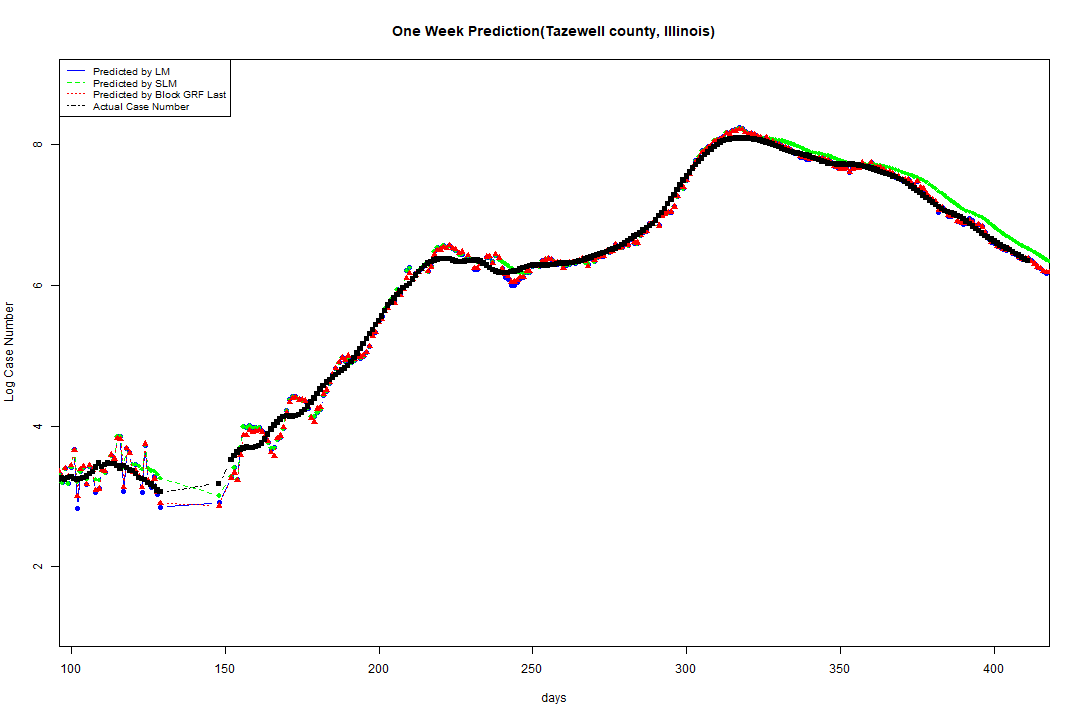 One Week Prediction(Tazewell county, Illinois)
Predicted by LM
Predicted by SLM
Predicted by Block GRF Last
Actual Case Number
8
6
4
2
Log Case Number
100 150 200 250 300 350 400
days